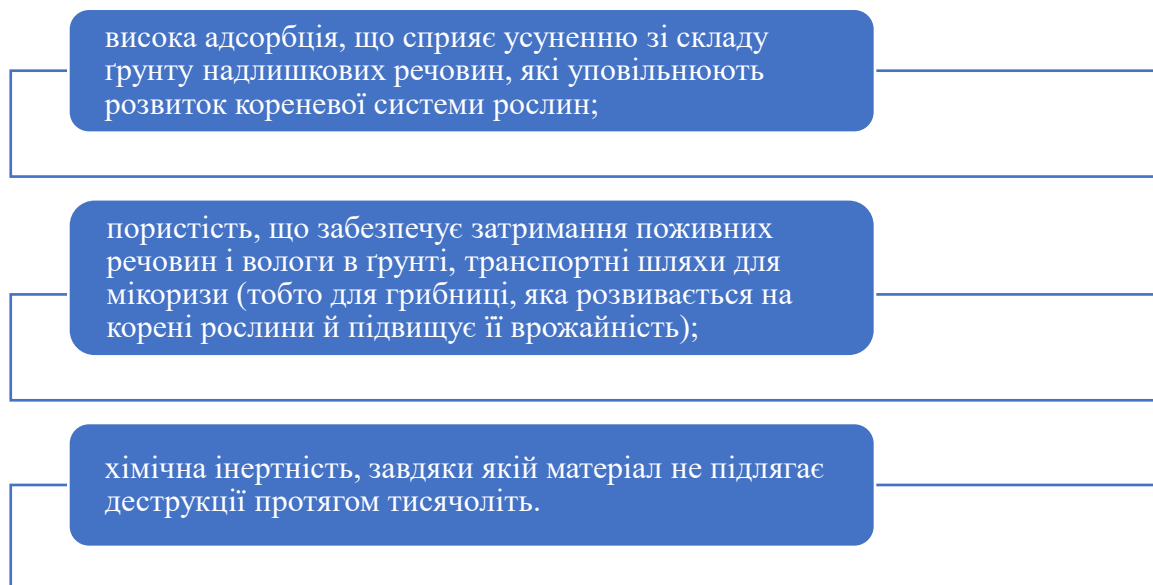 висока адсорбція, що сприяє усуненню зі складу
ґрунту надлишкових речовин, які уповільнюють
розвиток кореневої системи рослин;
пористість, що забезпечує затримання поживних
речовин і вологи в ґрунті, транспортні шляхи для
мікоризи (тобто для грибниці, яка розвивається на
корені рослини й підвищує її врожайність);
хімічна інертність, завдяки якій матеріал не підлягає
деструкції протягом тисячоліть.